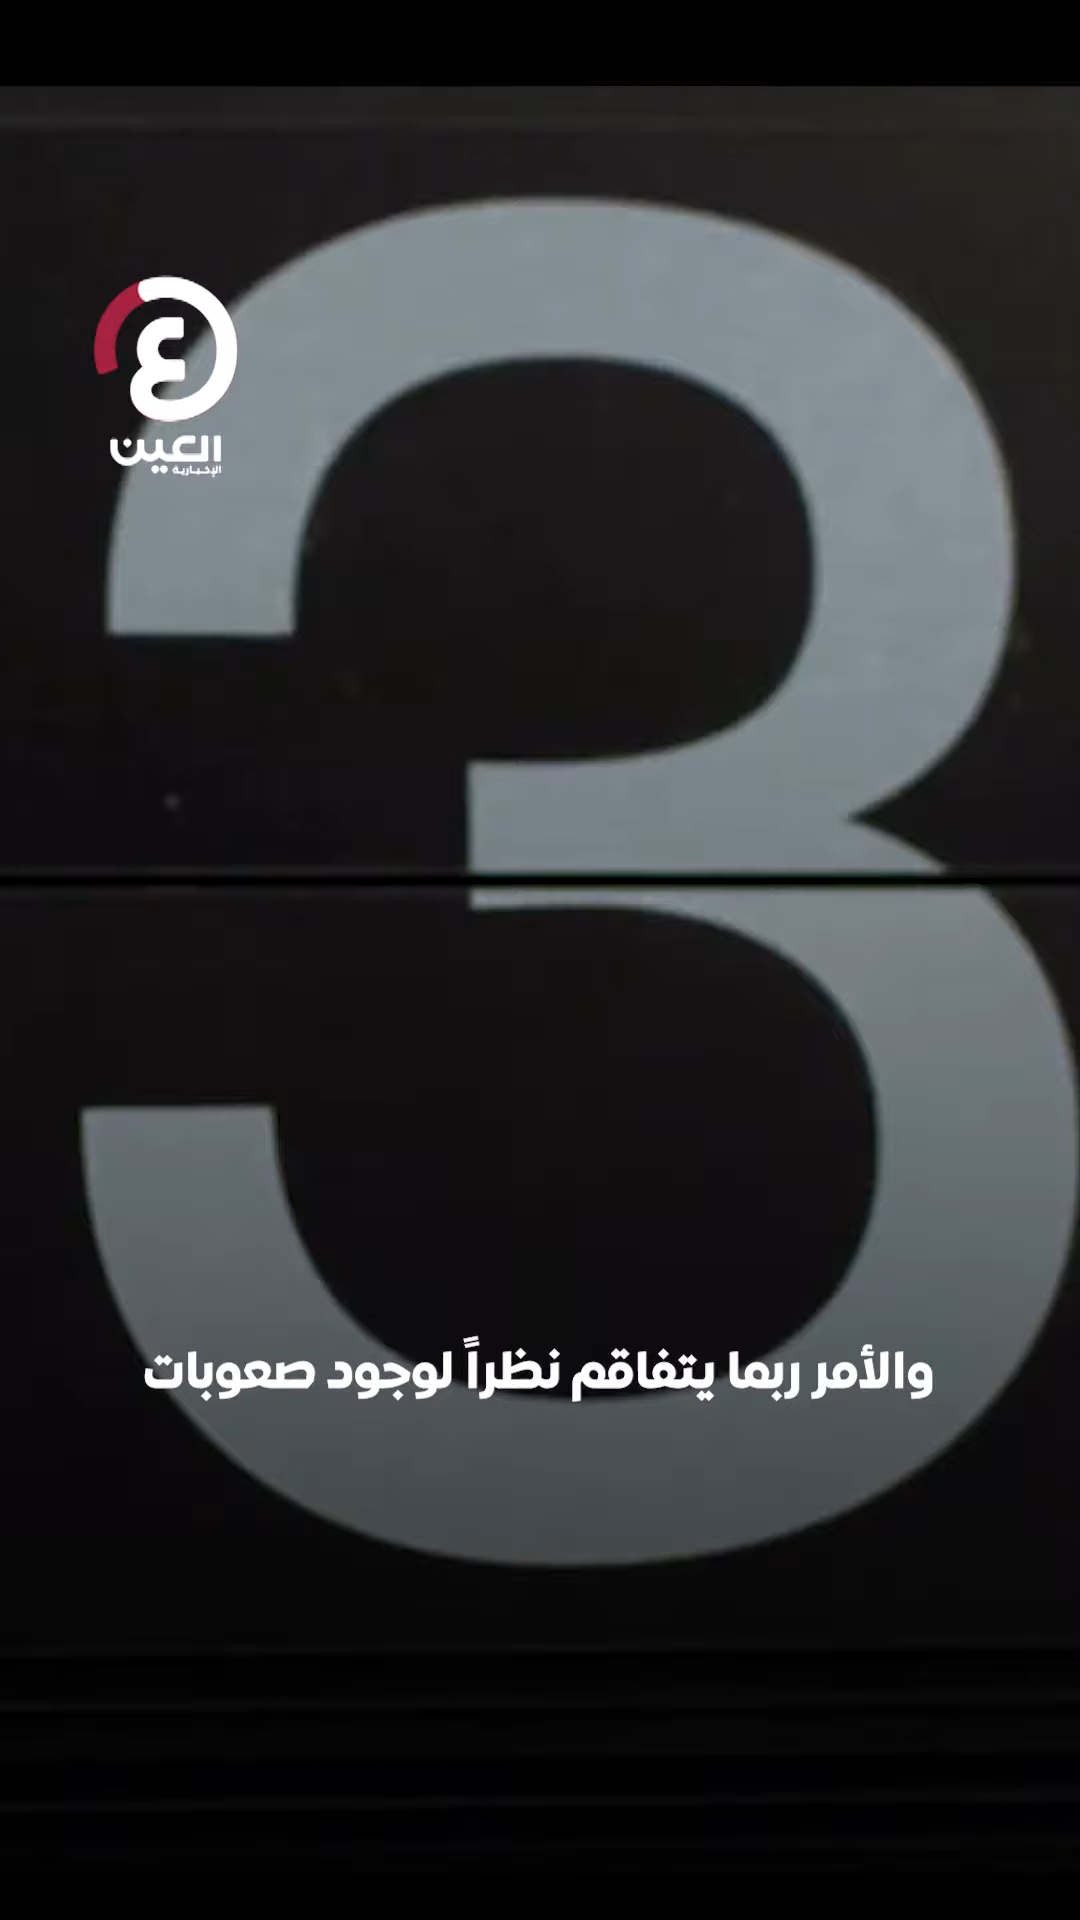 3
ع
العين
الإخبارية
والأمر ربما يتفاقم نظراً لوجود صعوبات